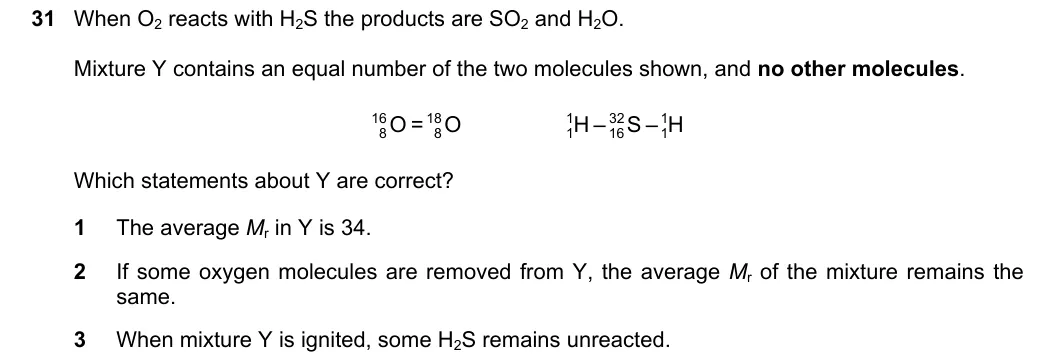 31 When O₂ reacts with H₂S the products are SO₂ and H₂O.
Mixture Y contains an equal number of the two molecules shown, and no other molecules.
¹⁶₈O = ¹⁸₈O ¹₁H – ³²₁₆S – ¹₁H
Which statements about Y are correct?
1 The average Mᵣ in Y is 34.
2 If some oxygen molecules are removed from Y, the average Mᵣ of the mixture remains the
same.
3 When mixture Y is ignited, some H₂S remains unreacted.